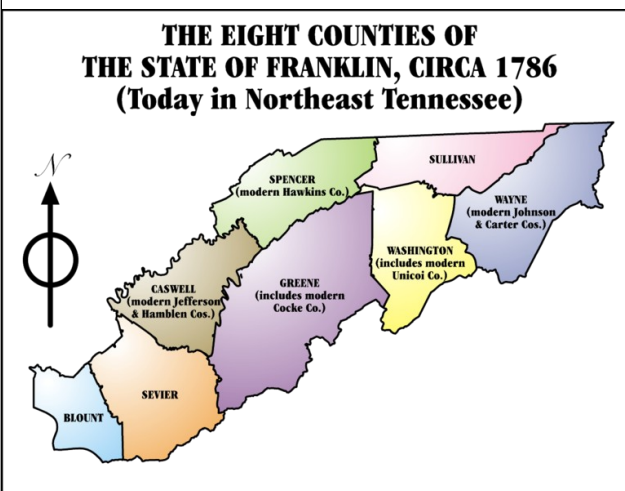 THE EIGHT COUNTIES OF
THE STATE OF FRANKLIN, CIRCA 1786
(Today in Northeast Tennessee)
N
SULLIVAN
SPENCER
(modern Hawkins Co.)
WAYNE
(modern Johnson
& Carter Cos.)
WASHINGTON
(includes modern
Unicoi Co.)
GREENE
(includes modern
Cocke Co.)
CASWELL
(modern Jefferson
& Hamblen Cos.)
SEVIER
BLOUNT